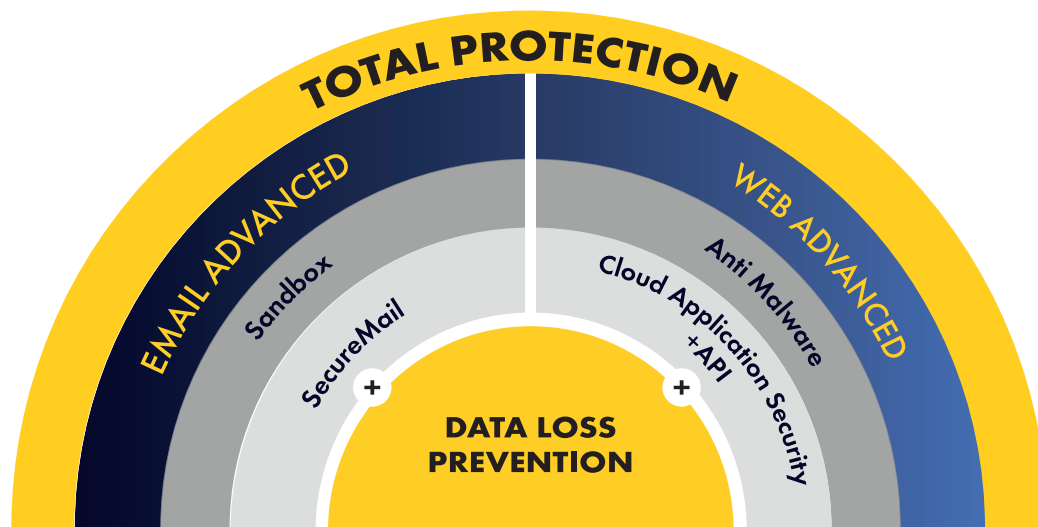 TOTAL PROTECTION
EMAIL ADVANCED
Sandbox
SecureMail
+
WEB ADVANCED
Anti Malware
Cloud Application Security
+API
+
DATA LOSS
PREVENTION